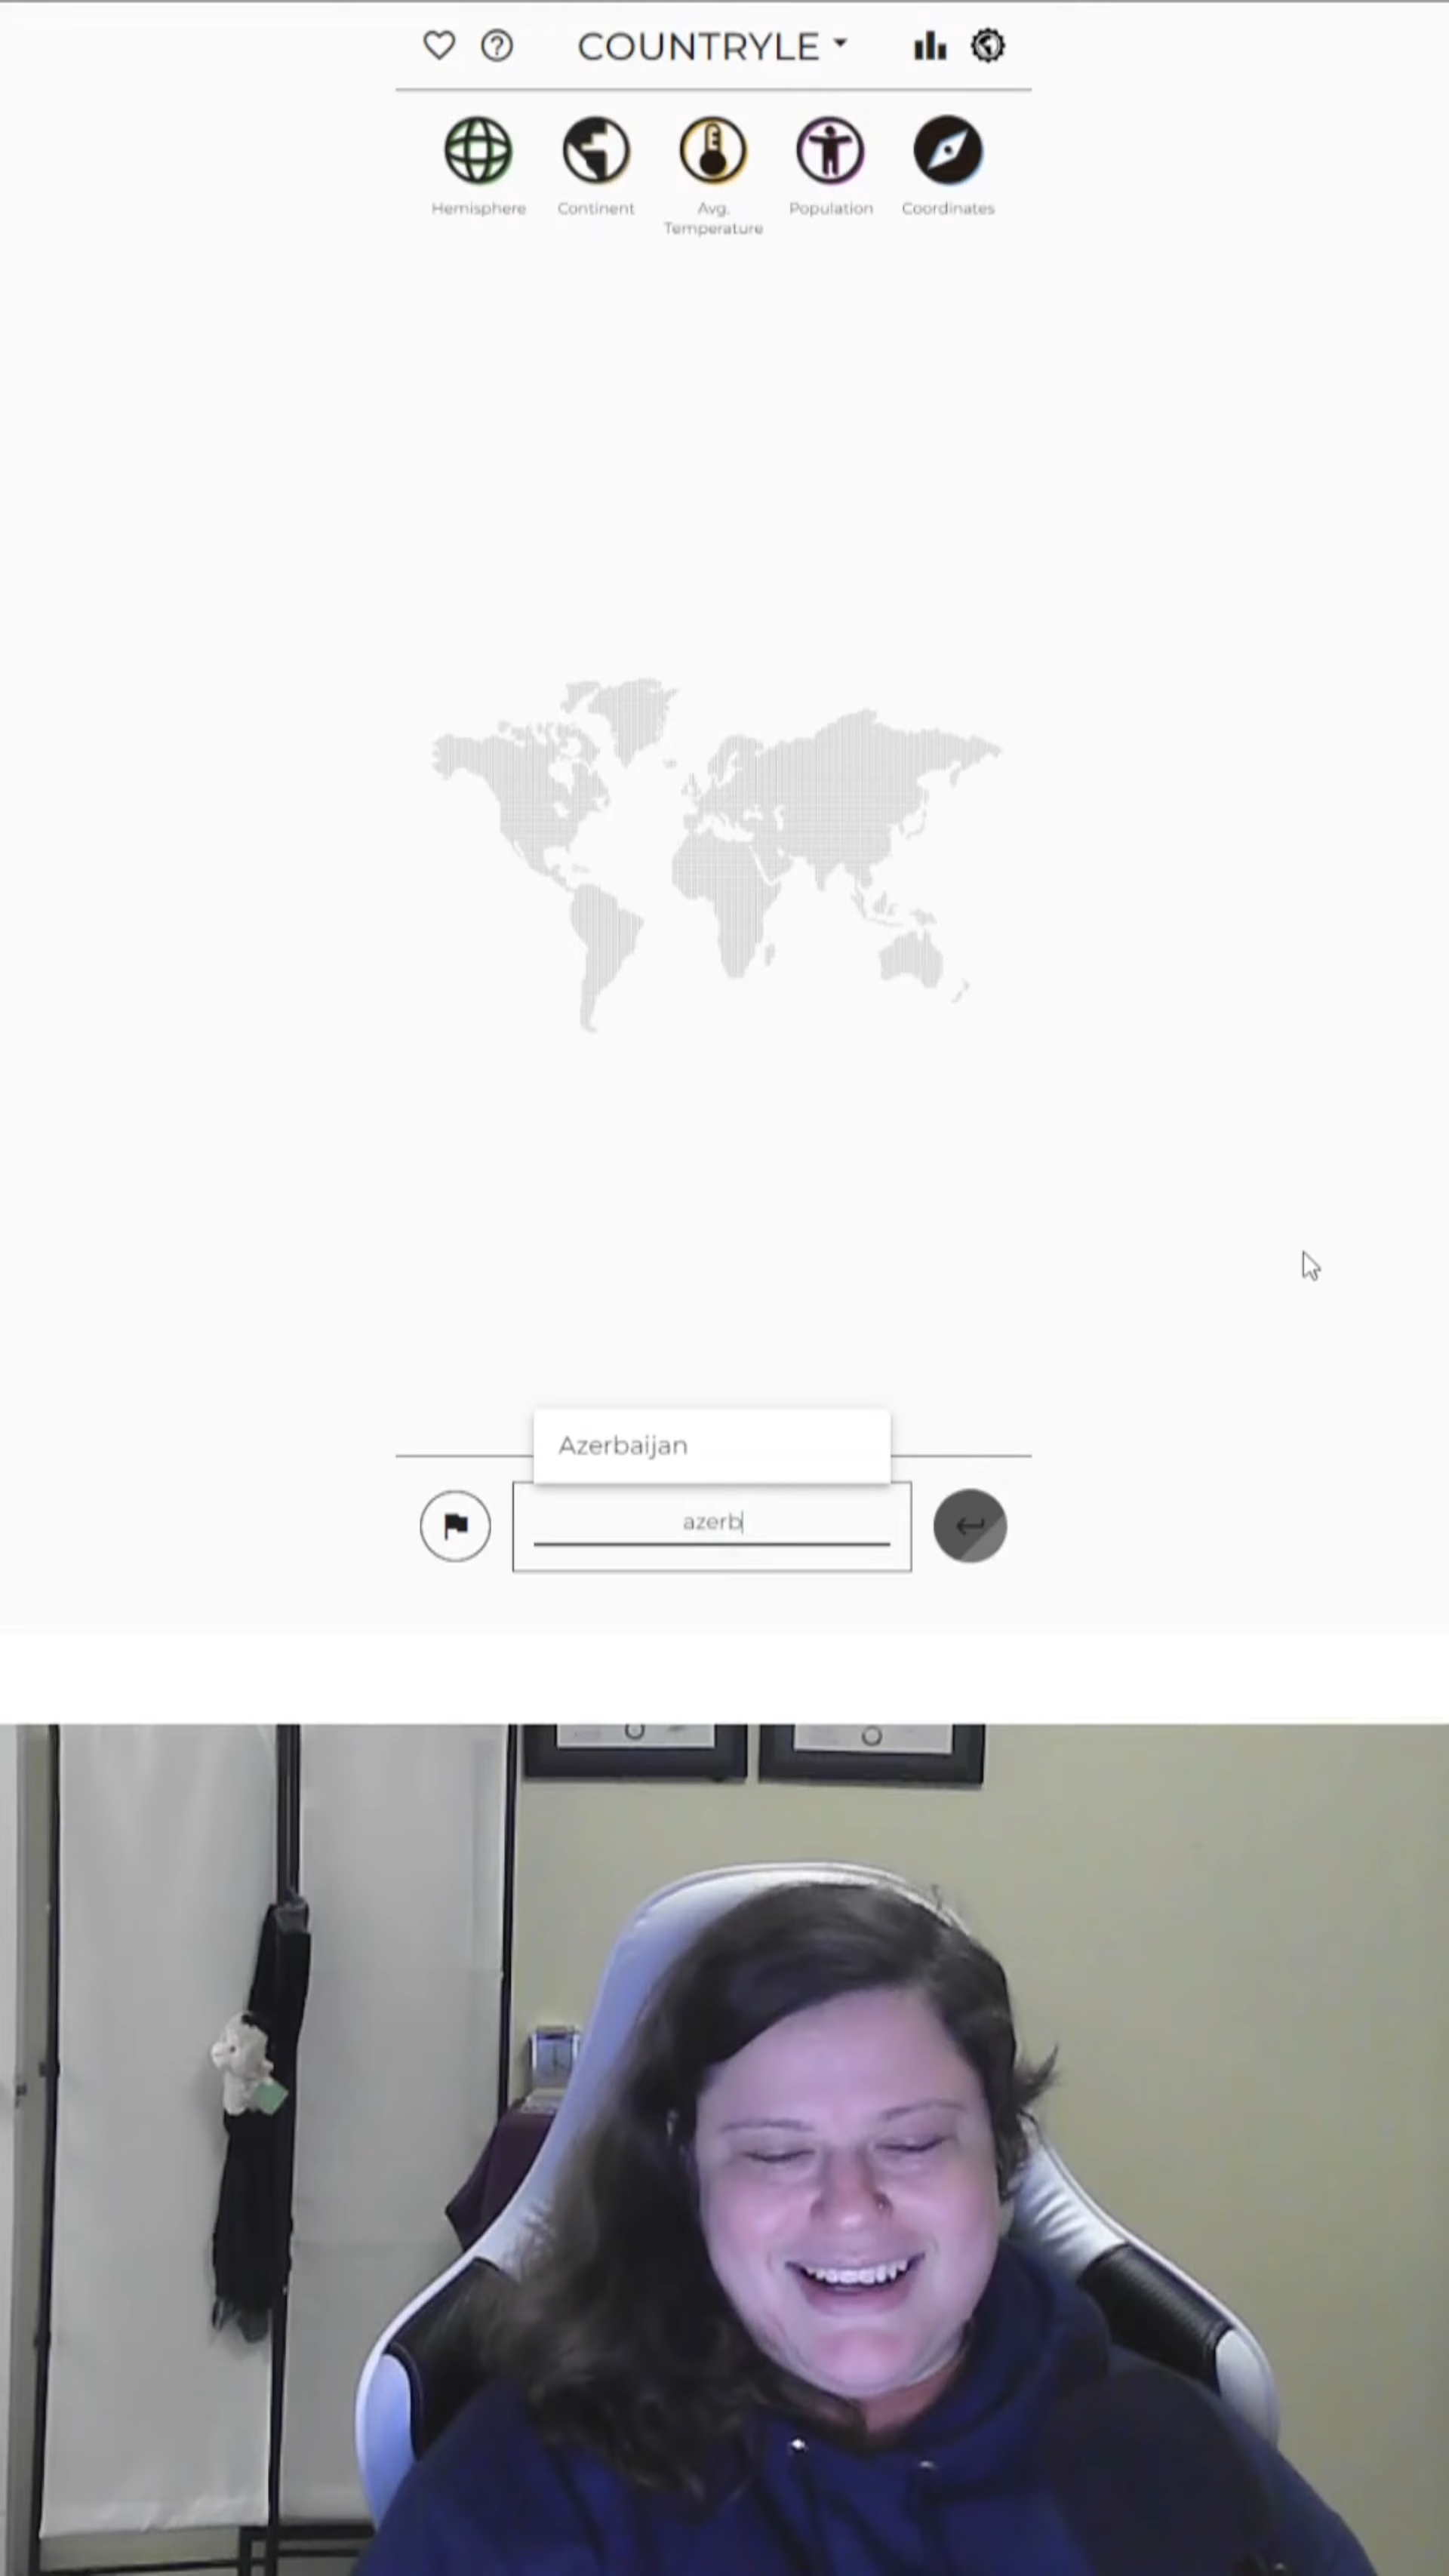 COUNTRYLE
Hemisphere
Continent
Avg.
Temperature
Population
Coordinates
Azerbaijan
azerb